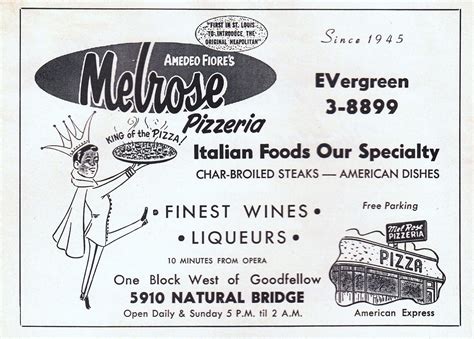 "FIRST IN ST. LOUIS
TO INTRODUCE THE
ORIGINAL NEAPOLITAN"
Since 1945
AMEDEO FIORE'S
Melrose
Pizzeria
EVergreen
3-8899
KING of the PIZZA!
Italian Foods Our Specialty
CHAR-BROILED STEAKS — AMERICAN DISHES
• FINEST WINES •
• LIQUEURS •
10 MINUTES FROM OPERA
One Block West of Goodfellow
5910 NATURAL BRIDGE
Open Daily & Sunday 5 P.M. til 2 A.M.
Free Parking
MelRose
PIZZERIA
PIZZA
American Express